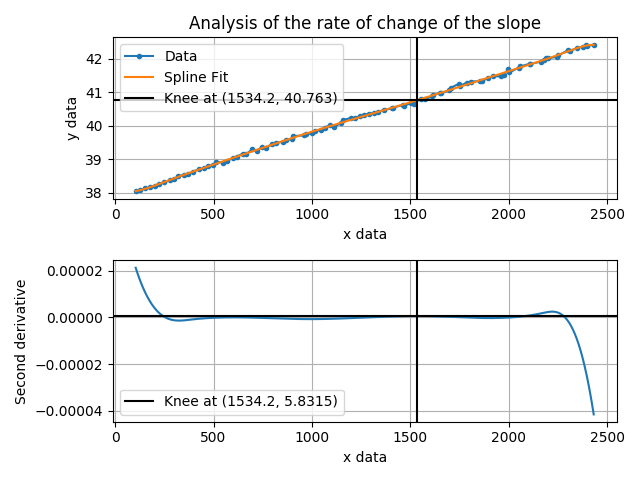 Analysis of the rate of change of the slope
42
41
40
39
38
y data
Data
Spline Fit
Knee at (1534.2, 40.763)
0
500
1000
1500
2000
2500
x data
0.00002
0.00000
−0.00002
−0.00004
Second derivative
Knee at (1534.2, 5.8315)
0
500
1000
1500
2000
2500
x data